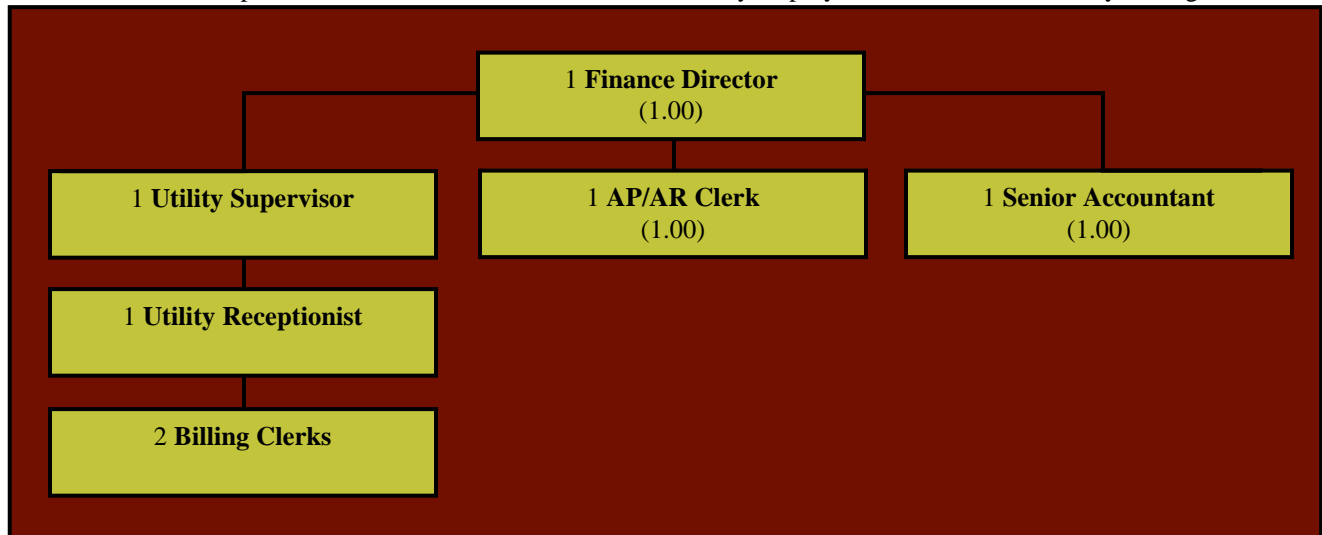 1 Finance Director
(1.00)
1 Utility Supervisor
1 AP/AR Clerk
(1.00)
1 Senior Accountant
(1.00)
1 Utility Receptionist
2 Billing Clerks